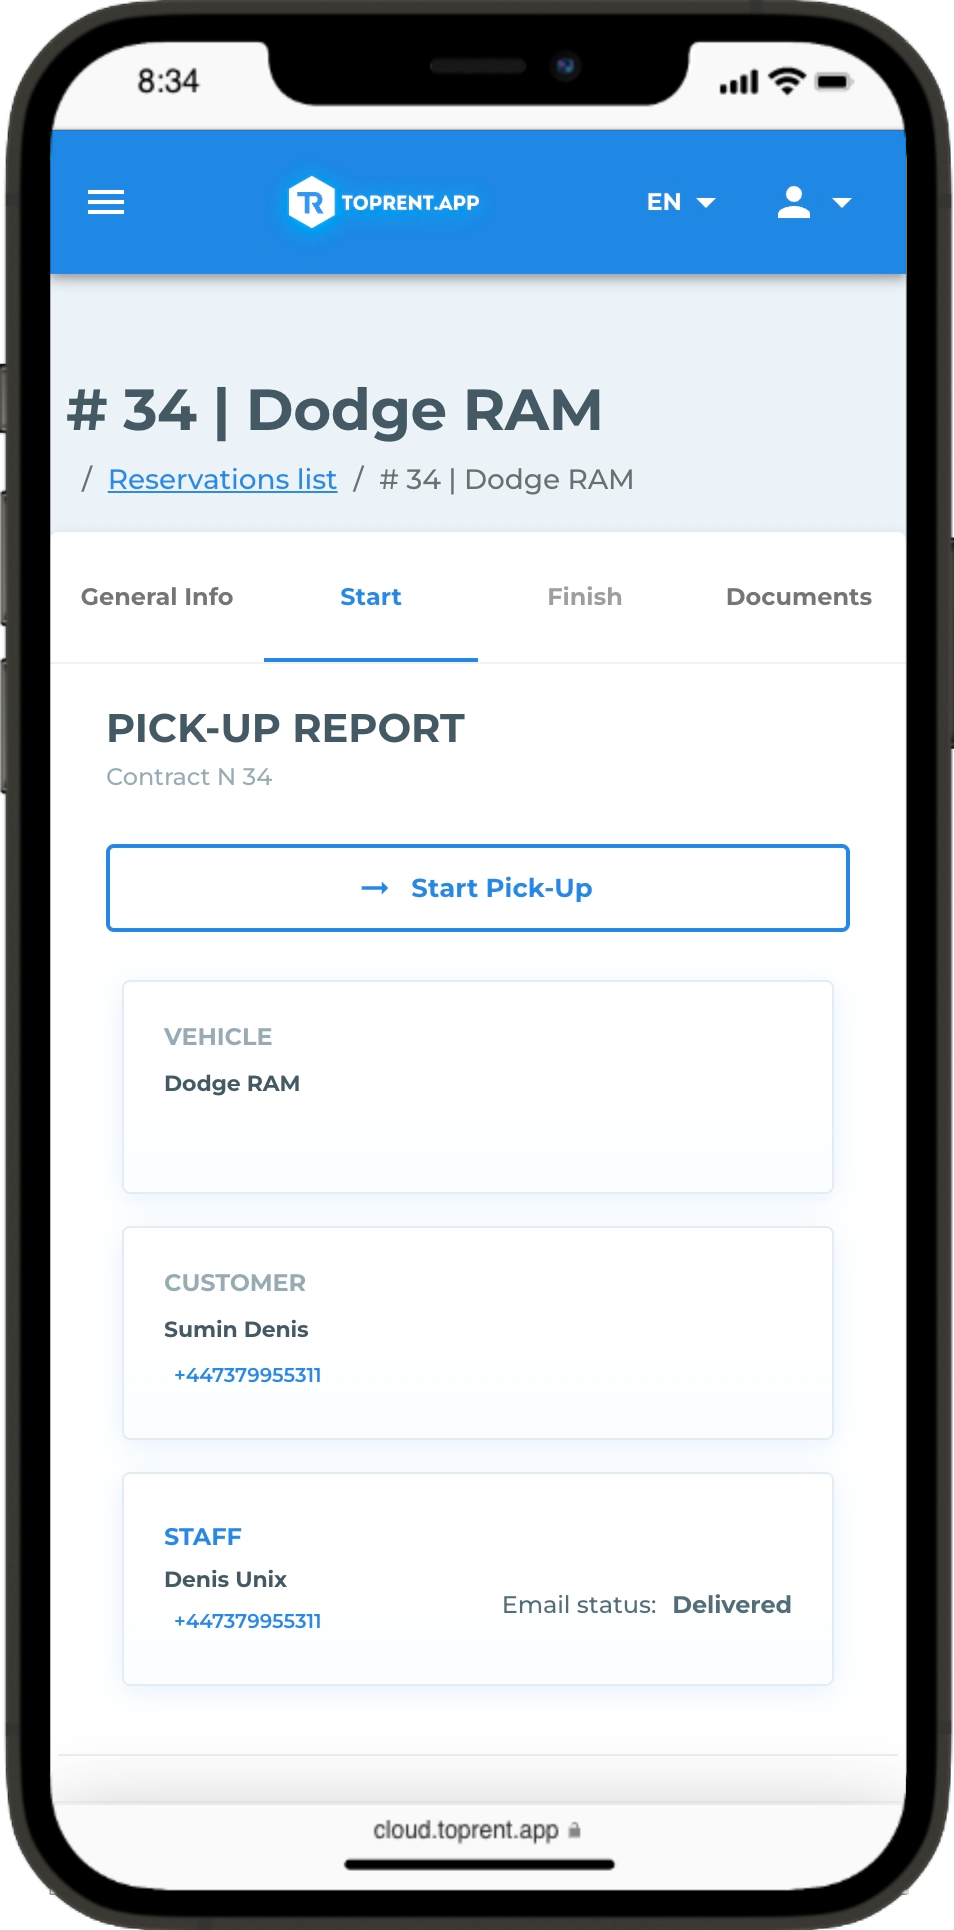 8:34
TR TOPRENT.APP EN
# 34 | Dodge RAM
/ Reservations list / # 34 | Dodge RAM
General Info Start Finish Documents
PICK-UP REPORT
Contract N 34
→ Start Pick-Up
VEHICLE
Dodge RAM
CUSTOMER
Sumin Denis
+447379955311
STAFF
Denis Unix
Email status: Delivered
+447379955311
cloud.toprent.app